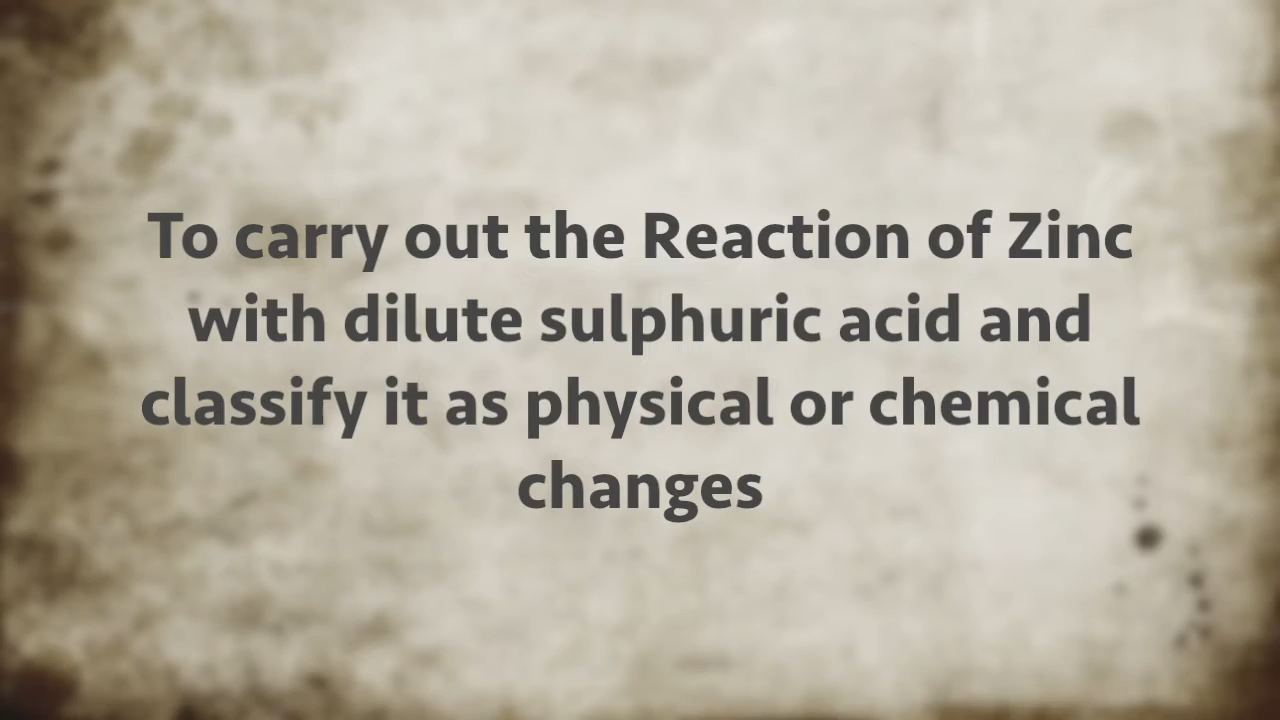 To carry out the Reaction of Zinc
with dilute sulphuric acid and
classify it as physical or chemical
changes